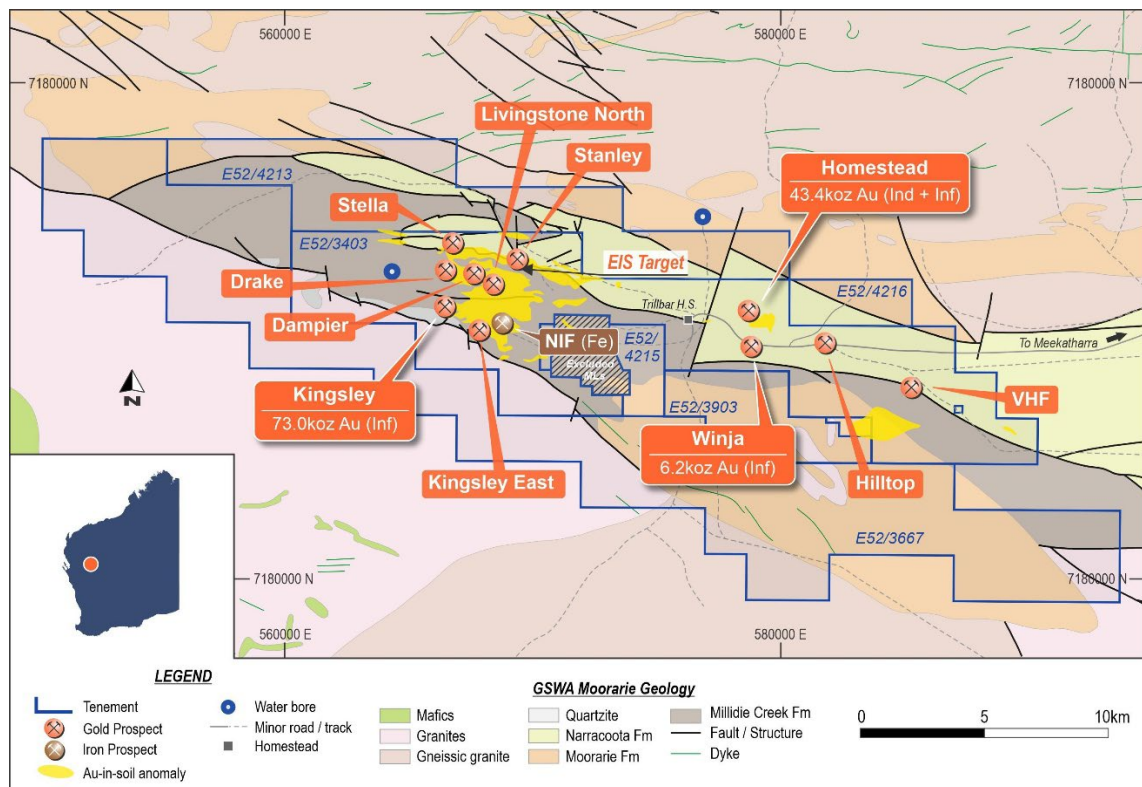 560000 E
580000 E
7180000 N
7180000 N
Livingstone North
Stanley
Homestead
43.4koz Au (Ind + Inf)
E52/4213
Stella
E52/3403
EIS Target
Drake
E52/4216
Trillbar H.S.
Dampier
NIF (Fe)
E52/
4215
To Meekatharra
N
Kingsley
73.0koz Au (Inf)
E52/3903
VHF
Winja
6.2koz Au (Inf)
Kingsley East
Hilltop
E52/3667
7180000 N
7180000 N
560000 E
580000 E
LEGEND
Tenement
Gold Prospect
Iron Prospect
Au-in-soil anomaly
Water bore
Minor road / track
Homestead
GSWA Moorarie Geology
Mafics
Granites
Gneissic granite
Quartzite
Narracoota Fm
Moorarie Fm
Millidie Creek Fm
Fault / Structure
Dyke
0
5
10km